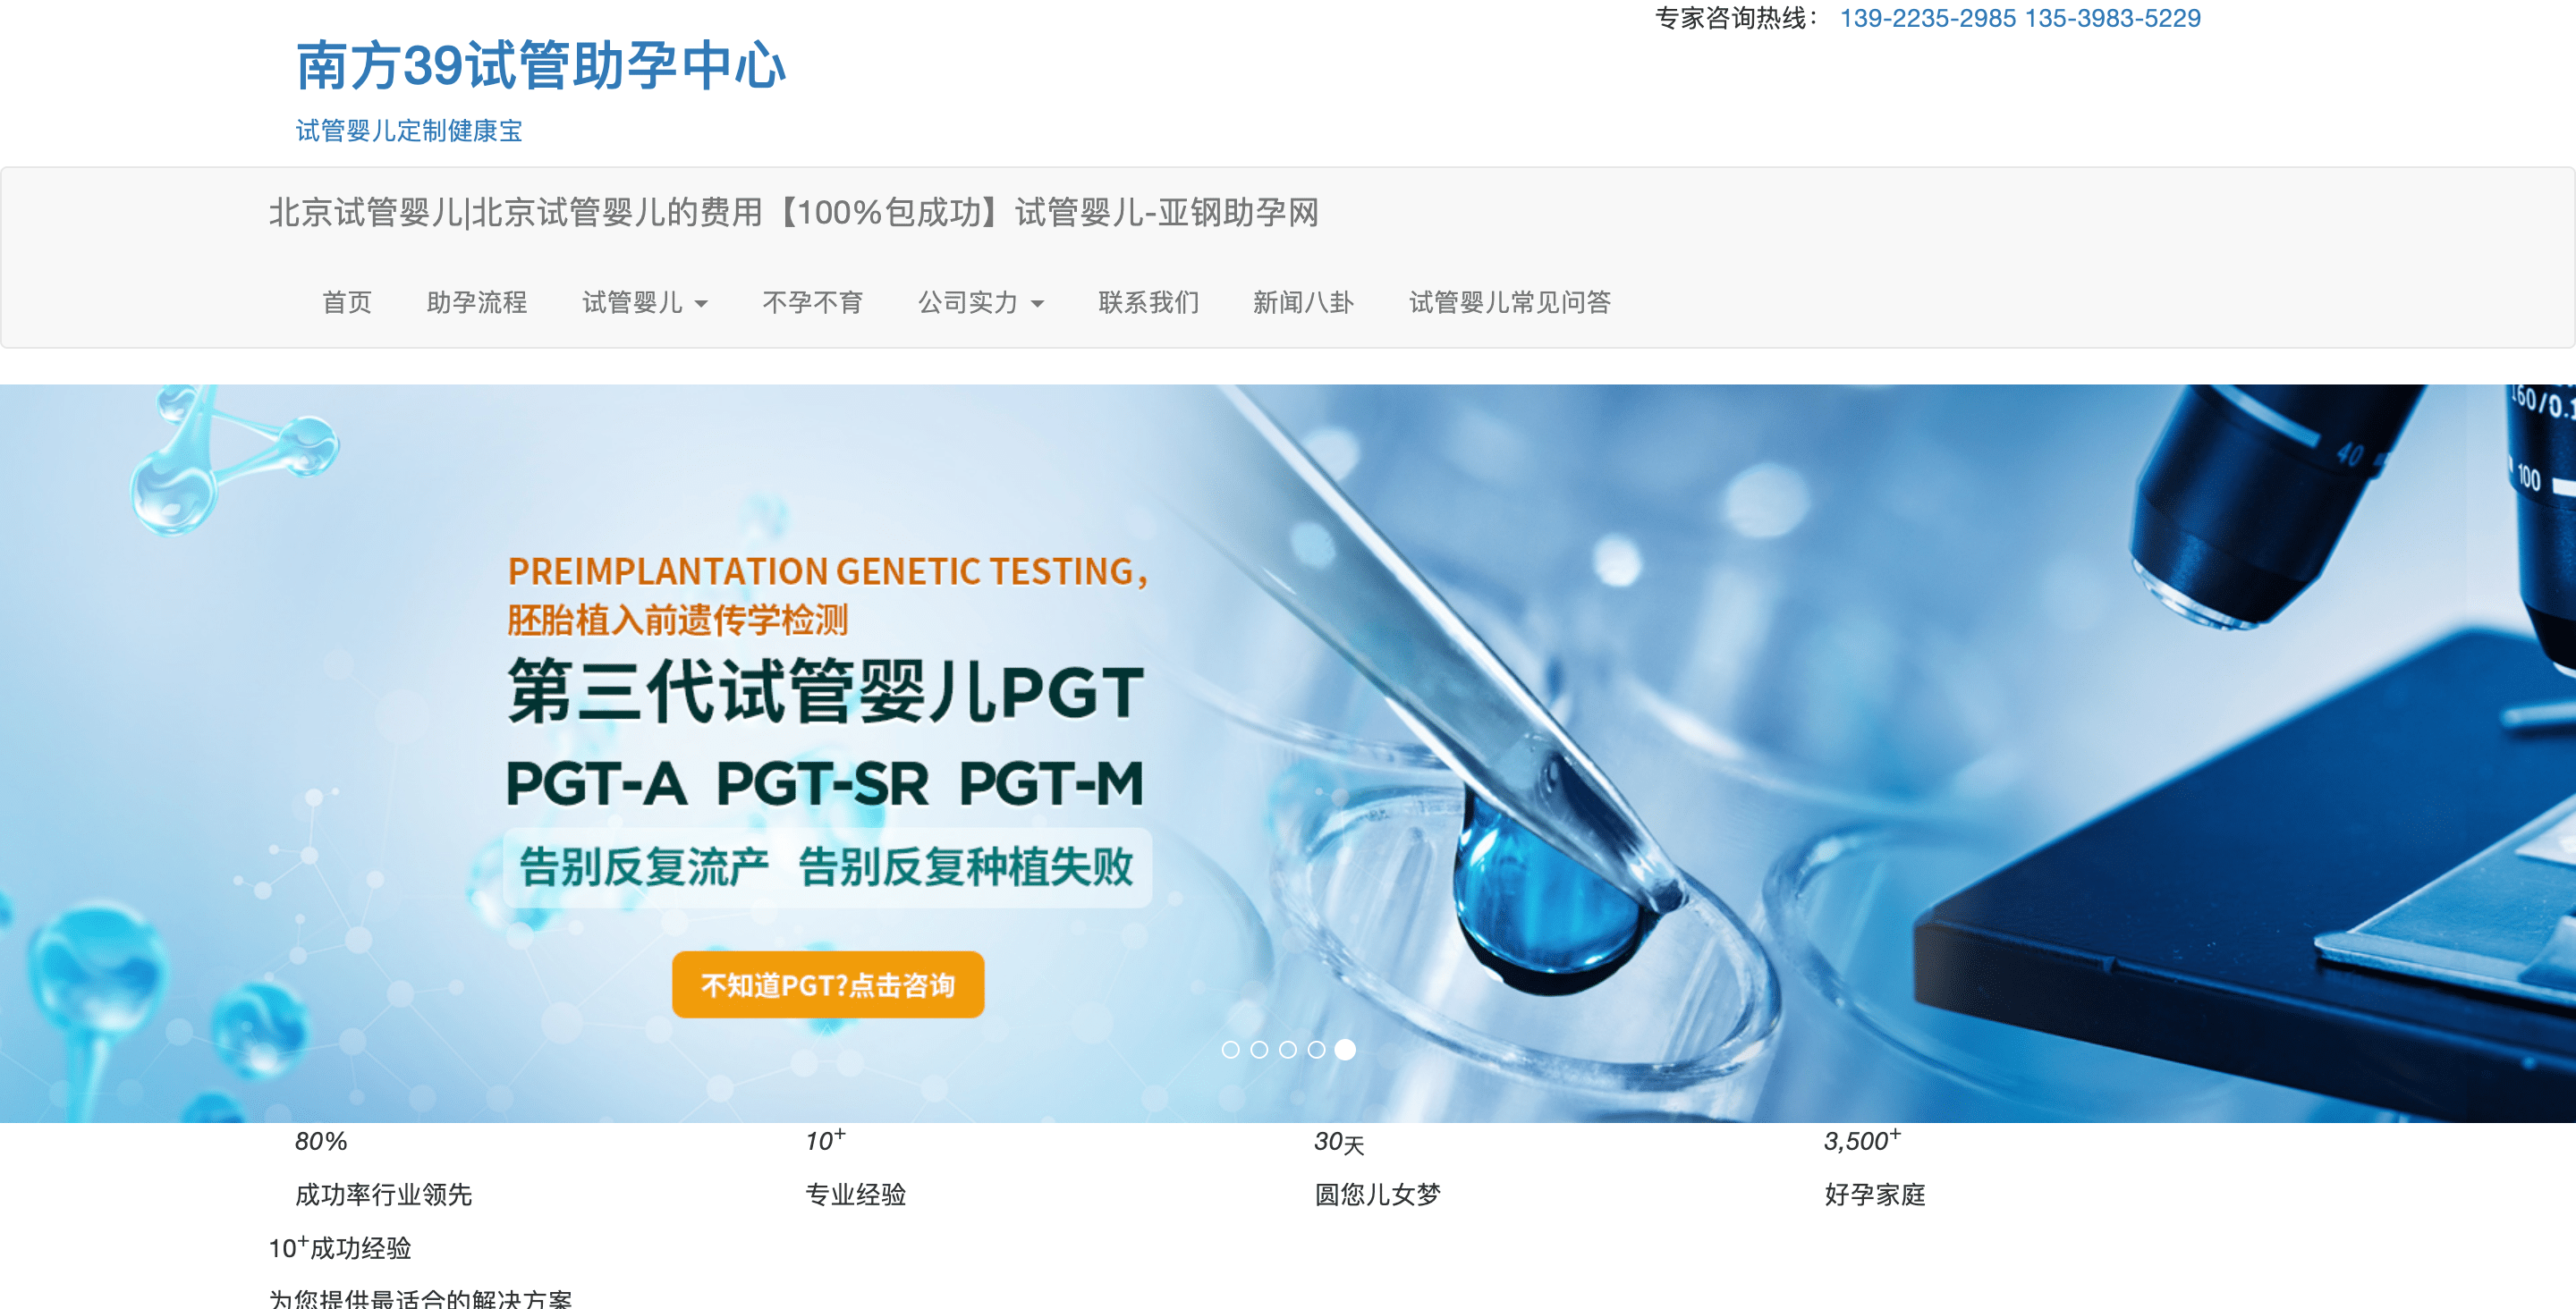 专家咨询热线： 139-2235-2985 135-3983-5229
南方39试管助孕中心
试管婴儿定制健康宝
北京试管婴儿|北京试管婴儿的费用【100%包成功】试管婴儿-亚钢助孕网
首页 助孕流程 试管婴儿 不孕不育 公司实力 联系我们 新闻八卦 试管婴儿常见问答
160/0.1
40
100
PREIMPLANTATION GENETIC TESTING,
胚胎植入前遗传学检测
第三代试管婴儿PGT
PGT-A PGT-SR PGT-M
告别反复流产 告别反复种植失败
不知道PGT?点击咨询
80% 10+ 30天 3,500+
成功率行业领先 专业经验 圆您儿女梦 好孕家庭
10+成功经验
为您提供最适合的解决方案